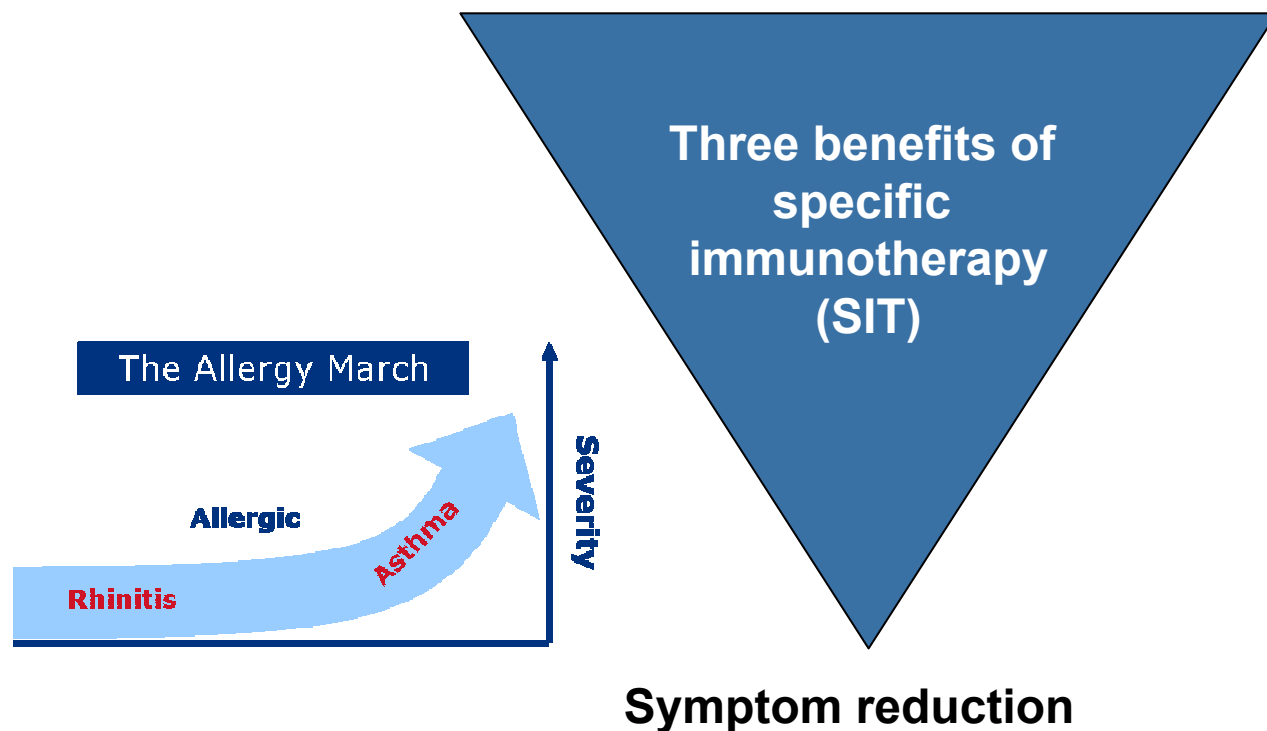 Three benefits of
specific
immunotherapy
(SIT)
The Allergy March
Severity
Allergic
Asthma
Rhinitis
Symptom reduction